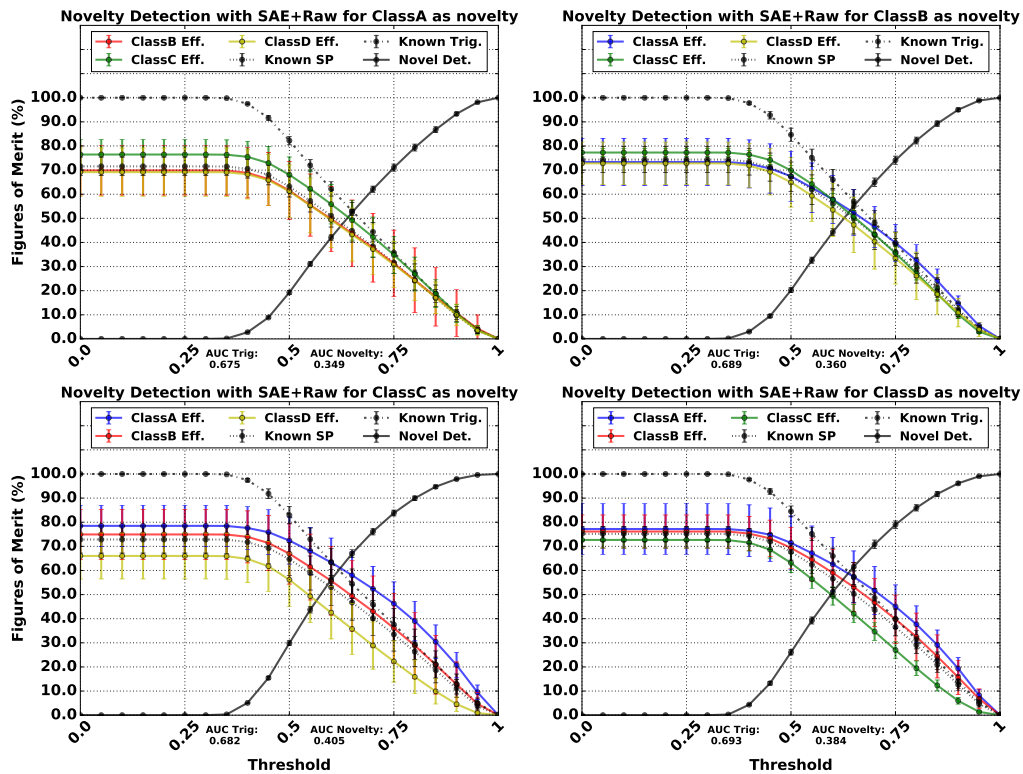 Novelty Detection with SAE+Raw for ClassA as novelty
ClassB Eff. ClassD Eff. Known Trig.
ClassC Eff. Known SP Novel Det.
Figures of Merit (%)
100.0
90.0
80.0
70.0
60.0
50.0
40.0
30.0
20.0
10.0
0.0
0.0 0.25 0.5 0.75 1
AUC Trig: AUC Novelty:
0.675 0.349
Novelty Detection with SAE+Raw for ClassB as novelty
ClassA Eff. ClassD Eff. Known Trig.
ClassC Eff. Known SP Novel Det.
100.0
90.0
80.0
70.0
60.0
50.0
40.0
30.0
20.0
10.0
0.0
0.0 0.25 0.5 0.75 1
AUC Trig: AUC Novelty:
0.689 0.360
Novelty Detection with SAE+Raw for ClassC as novelty
ClassA Eff. ClassD Eff. Known Trig.
ClassB Eff. Known SP Novel Det.
Figures of Merit (%)
100.0
90.0
80.0
70.0
60.0
50.0
40.0
30.0
20.0
10.0
0.0
0.0 0.25 0.5 0.75 1
AUC Trig: AUC Novelty:
0.682 0.405
Threshold
Novelty Detection with SAE+Raw for ClassD as novelty
ClassA Eff. ClassC Eff. Known Trig.
ClassB Eff. Known SP Novel Det.
100.0
90.0
80.0
70.0
60.0
50.0
40.0
30.0
20.0
10.0
0.0
0.0 0.25 0.5 0.75 1
AUC Trig: AUC Novelty:
0.693 0.384
Threshold